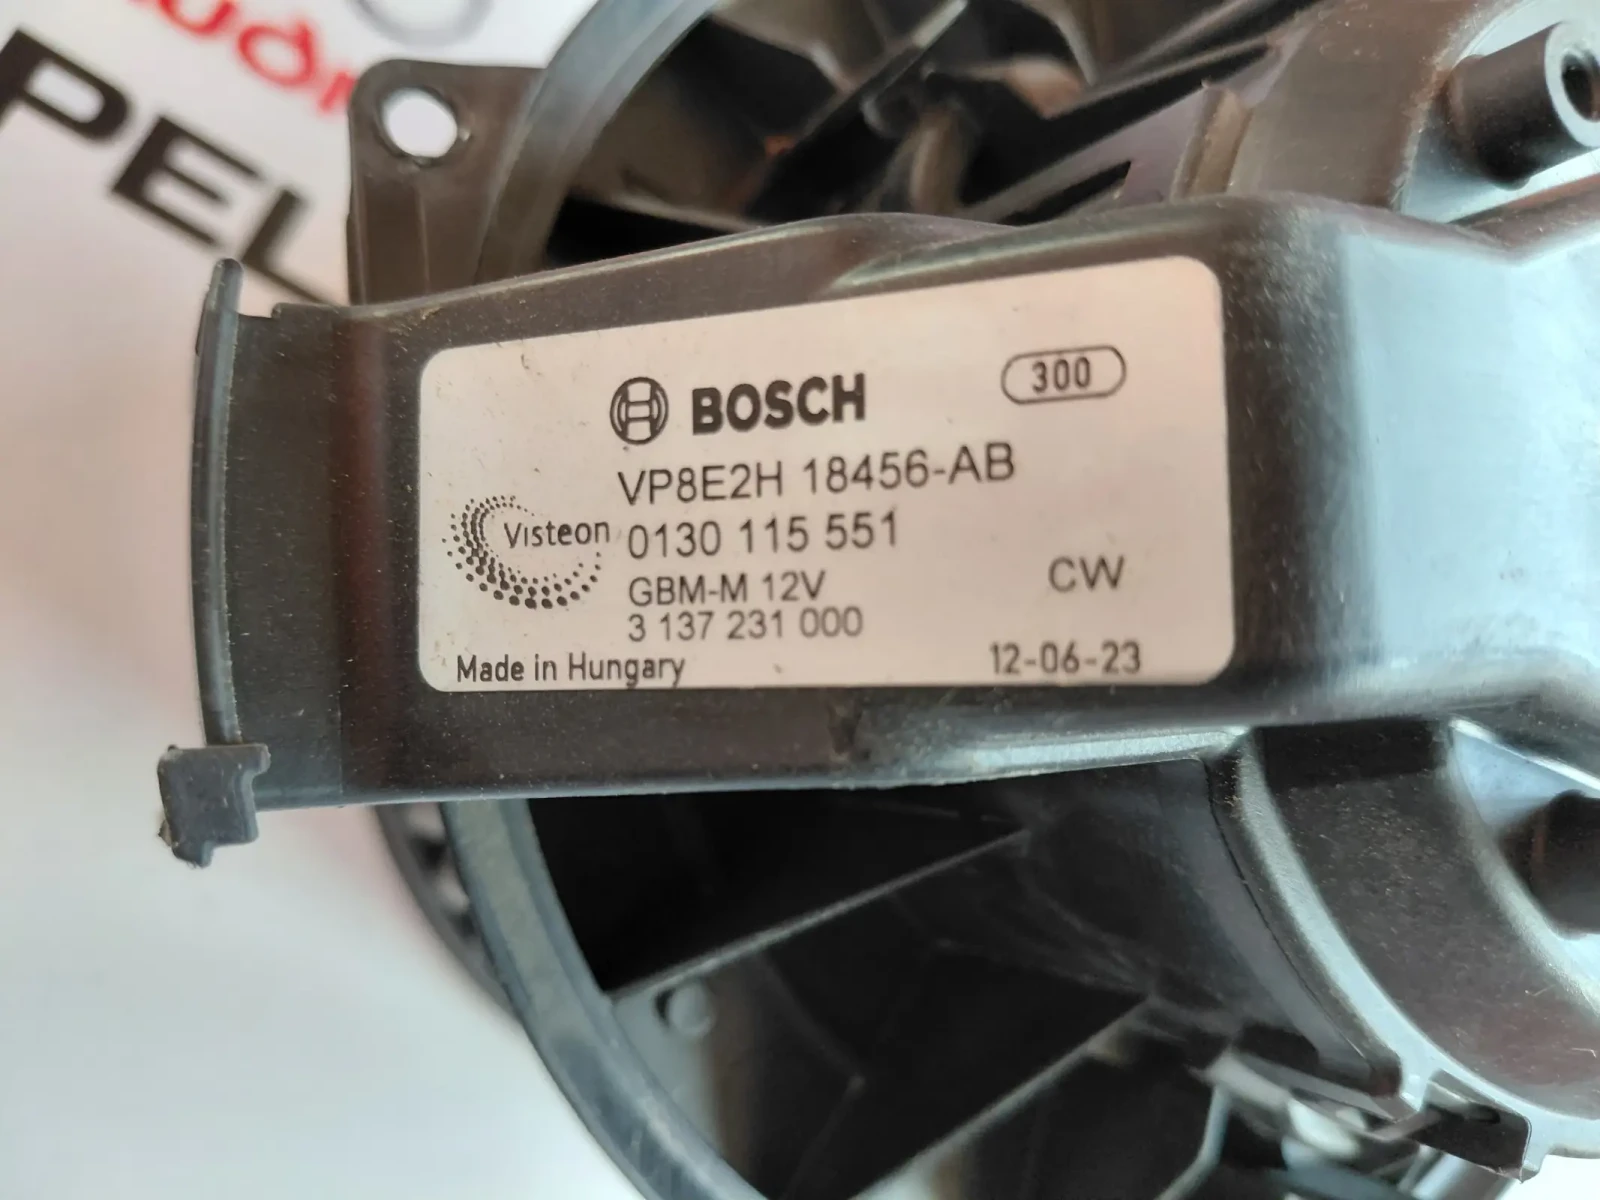 PEL
BOSCH
300
VP8E2H 18456-AB
Visteon
0130 115 551
GBM-M 12V
CW
3 137 231 000
Made in Hungary
12-06-23